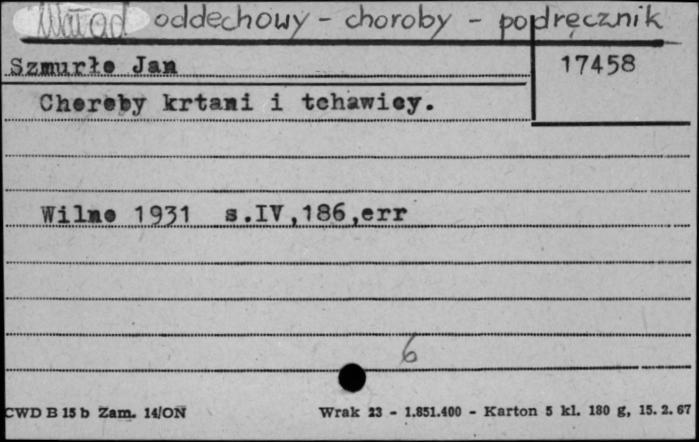 Układ oddechowy - choroby - podręcznik
Szmurło Jan
17458
Choroby krtani i tchawicy.
Wilno 1931 s.IV,186,err
6
CWD B 15 b Zam. 14/ON Wrak 23 - 1.851.400 - Karton 5 kl. 180 g, 15. 2. 67